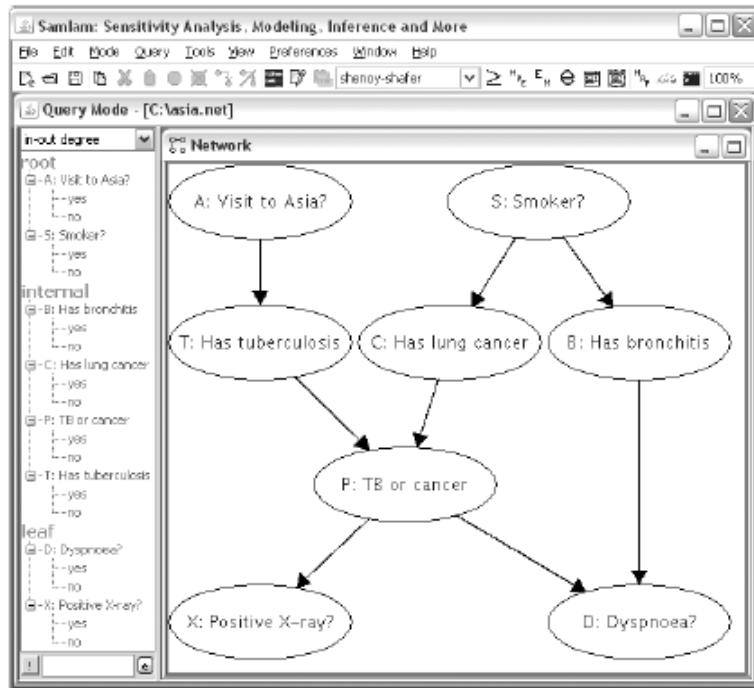 SamIam: Sensitivity Analysis, Modeling, Inference and More
File Edit Mode Query Tools View Preferences Window Help
shenoy-shafer 100%
Query Mode - [C:\asia.net]
in-out degree
root
A: Visit to Asia?
yes
no
S: Smoker?
yes
no
internal
B: Has bronchitis
yes
no
C: Has lung cancer
yes
no
P: TB or cancer
yes
no
T: Has tuberculosis
yes
no
leaf
D: Dyspnoea?
yes
no
X: Positive X-ray?
yes
no
Network
A: Visit to Asia?
S: Smoker?
T: Has tuberculosis
C: Has lung cancer
B: Has bronchitis
P: TB or cancer
X: Positive X-ray?
D: Dyspnoea?